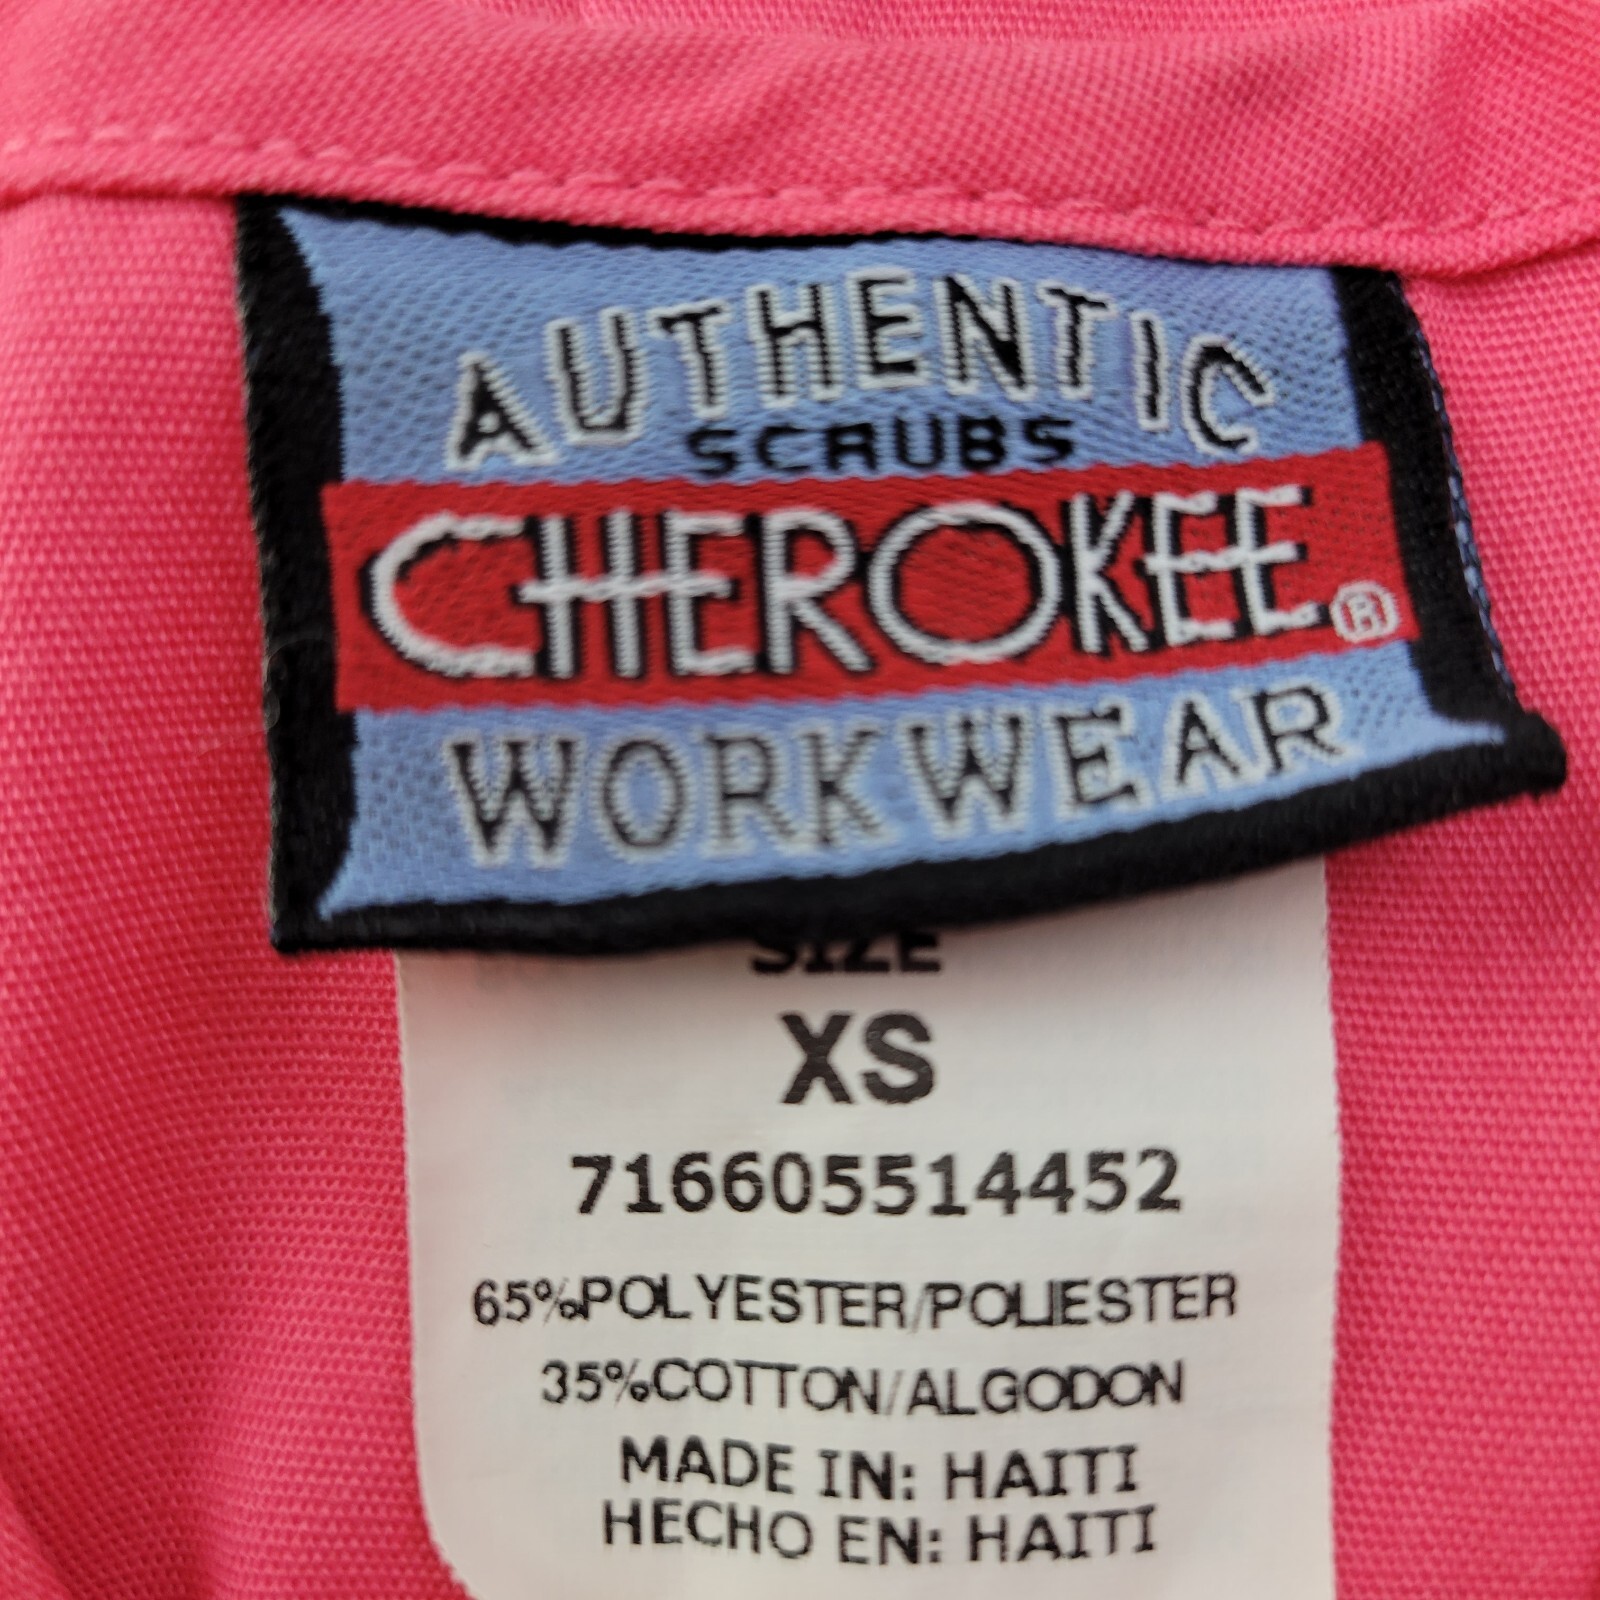 AUTHENTIC
SCRUBS
CHEROKEE®
WORKWEAR
SIZE
XS
716605514452
65%POLYESTER/POLIESTER
35%COTTON/ALGODON
MADE IN: HAITI
HECHO EN: HAITI